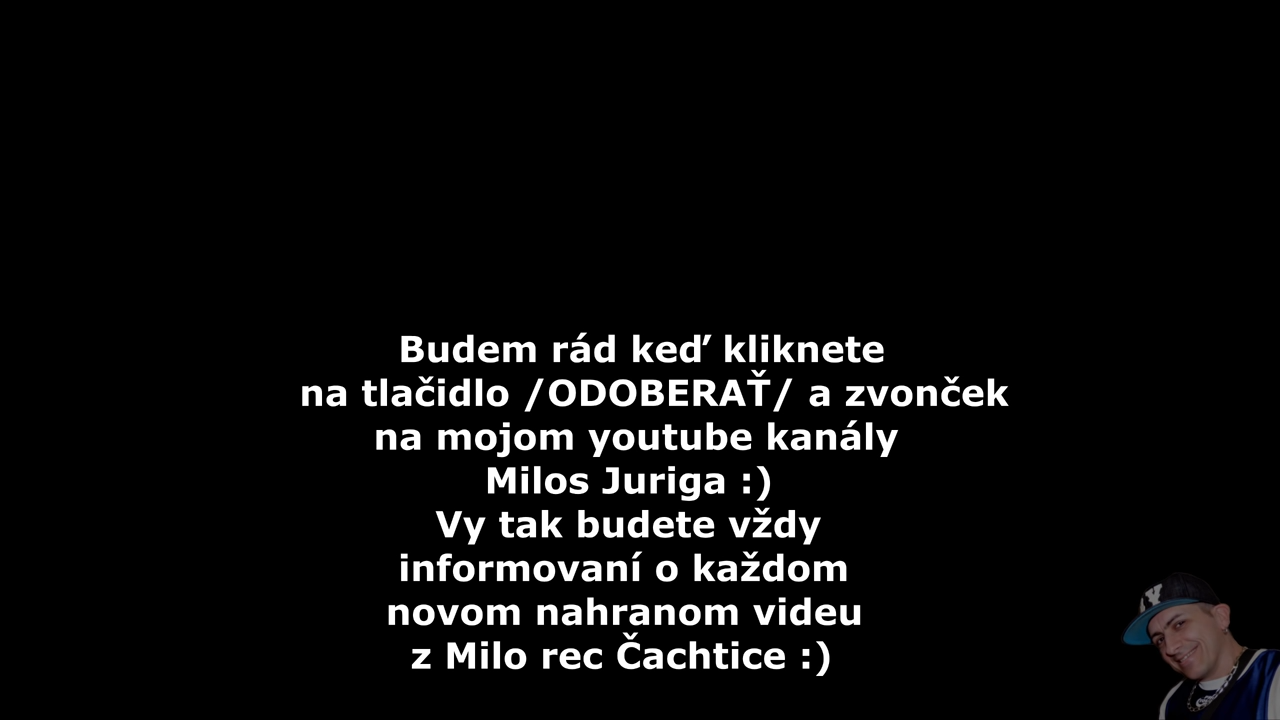 Budem rád keď kliknete
na tlačidlo /ODOBERAŤ/ a zvonček
na mojom youtube kanály
Milos Juriga :)
Vy tak budete vždy
informovaní o každom
novom nahranom videu
z Milo rec Čachtice :)